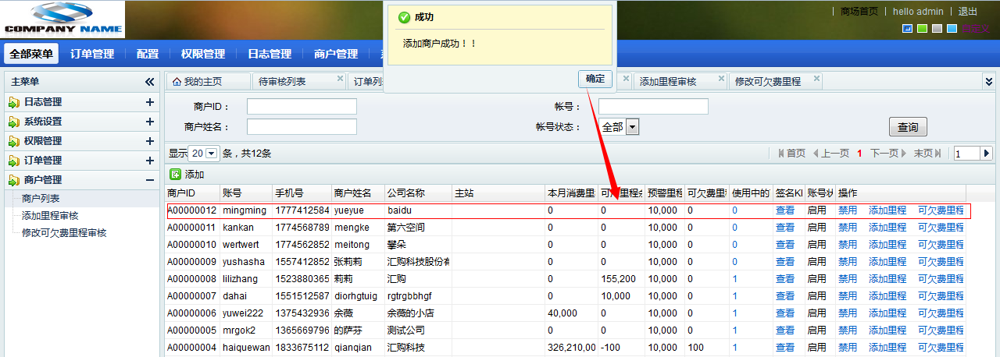 COMPANY NAME
成功
添加商户成功！！
确定
商场首页 hello admin 退出
自定义
全部菜单 订单管理 配置 权限管理 日志管理 商户管理
主菜单
日志管理
系统设置
权限管理
订单管理
商户管理
商户列表
添加里程审核
修改可欠费里程审核
我的主页 待审核列表 订单列 添加里程审核 修改可欠费里程
商户ID： 帐号：
商户姓名： 帐号状态： 全部 查询
显示 20 条，共12条 首页 上一页 1 下一页 末页 1
添加
商户ID 账号 手机号 商户姓名 公司名称 主站 本月消费里 可用里程余 预警里程 可欠费里 使用中的 签名KE 账号状 操作
A00000012 mingming 1777412584 yueyue baidu 0 0 10,000 0 0 查看 启用 禁用 添加里程 可欠费里程
A00000011 kankan 1774568789 mengke 第六空间 0 0 10,000 0 0 查看 启用 禁用 添加里程 可欠费里程
A00000010 wertwert 1774562852 meitong 攀朵 0 0 10,000 0 0 查看 启用 禁用 添加里程 可欠费里程
A00000009 yushasha 1557412852 张莉莉 汇购科技股份有 0 0 10,000 0 0 查看 启用 禁用 添加里程 可欠费里程
A00000008 lilizhang 1523880365 莉莉 汇购 0 155,200 10,000 0 1 查看 启用 禁用 添加里程 可欠费里程
A00000007 dahai 1551512587 diorhgtuig rgtrgbbhgf 0 10,000 10,000 0 1 查看 启用 禁用 添加里程 可欠费里程
A00000006 yuwei222 1375432936 余薇 余薇的小店 40,000 0 10,000 0 1 查看 启用 禁用 添加里程 可欠费里程
A00000005 mrgok2 1365669796 的萨芬 测试公司 0 0 10,000 0 1 查看 启用 禁用 添加里程 可欠费里程
A00000004 haiquewan 1833675112 qianqian 汇购科技 326,210,00 -100 10,000 100 1 查看 启用 禁用 添加里程 可欠费里程